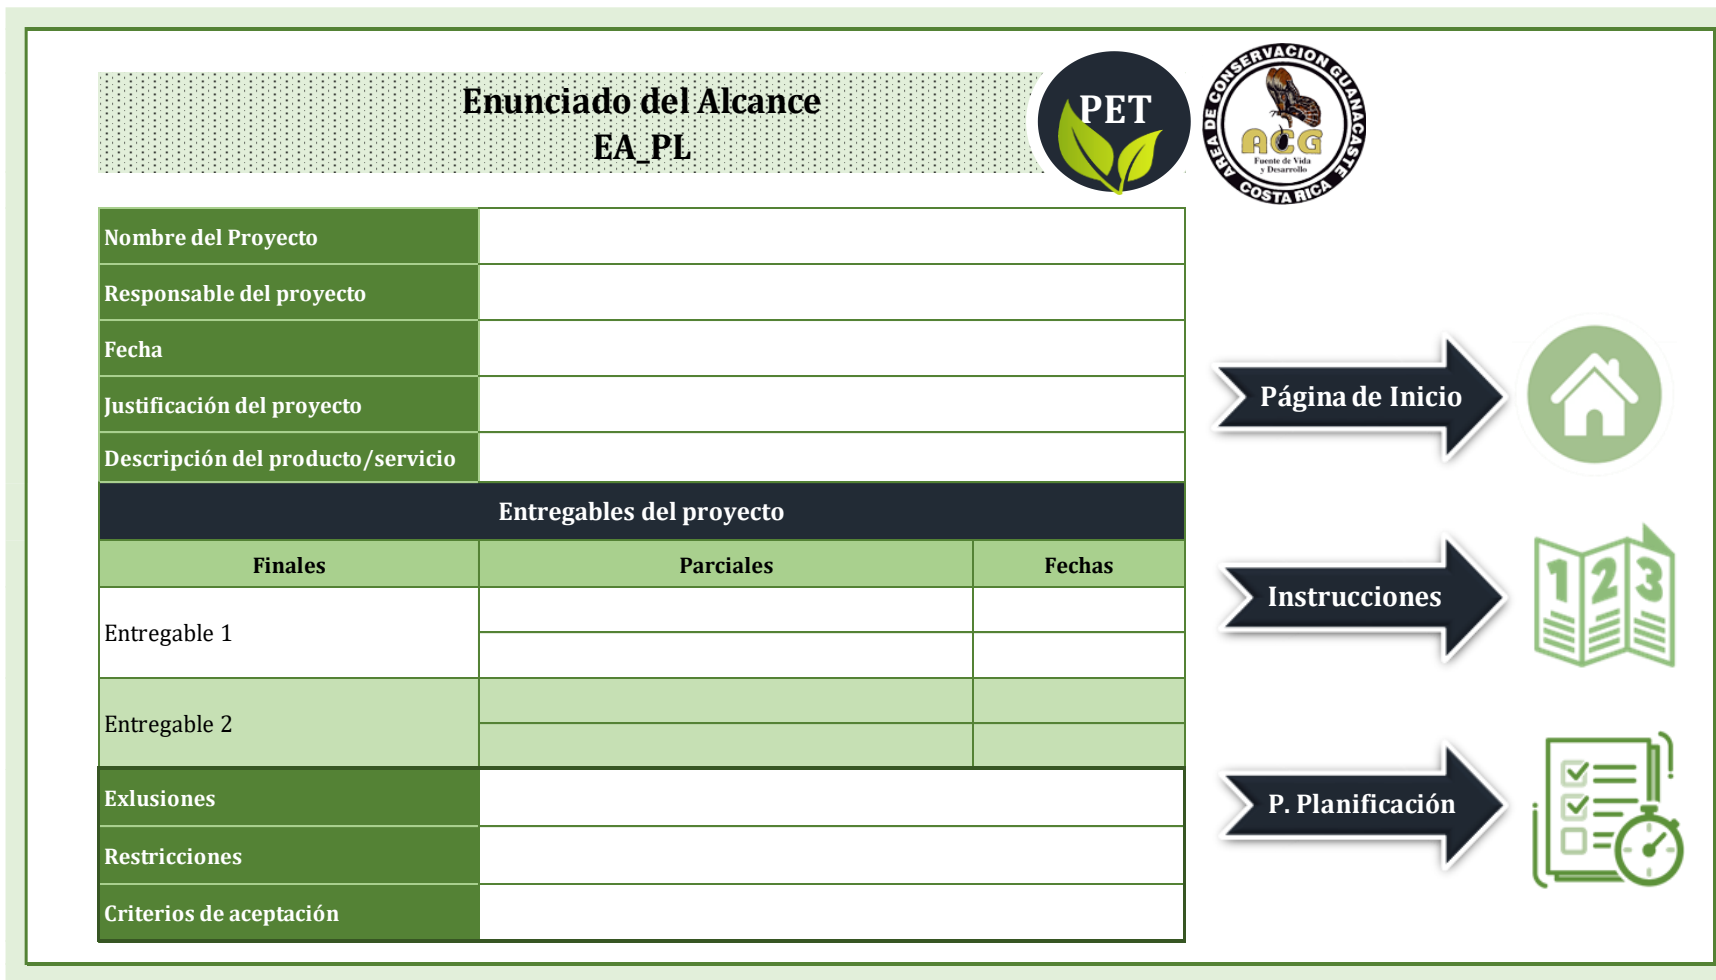 Enunciado del Alcance
EA_PL
PET
AREA DE CONSERVACION GUANACASTE
ACG
Fuente de Vida
y Desarrollo
COSTA RICA
Nombre del Proyecto
Responsable del proyecto
Fecha
Justificación del proyecto
Descripción del producto/servicio
Entregables del proyecto
Finales Parciales Fechas
Entregable 1
Entregable 2
Exlusiones
Restricciones
Criterios de aceptación
Página de Inicio
Instrucciones
1 2 3
P. Planificación